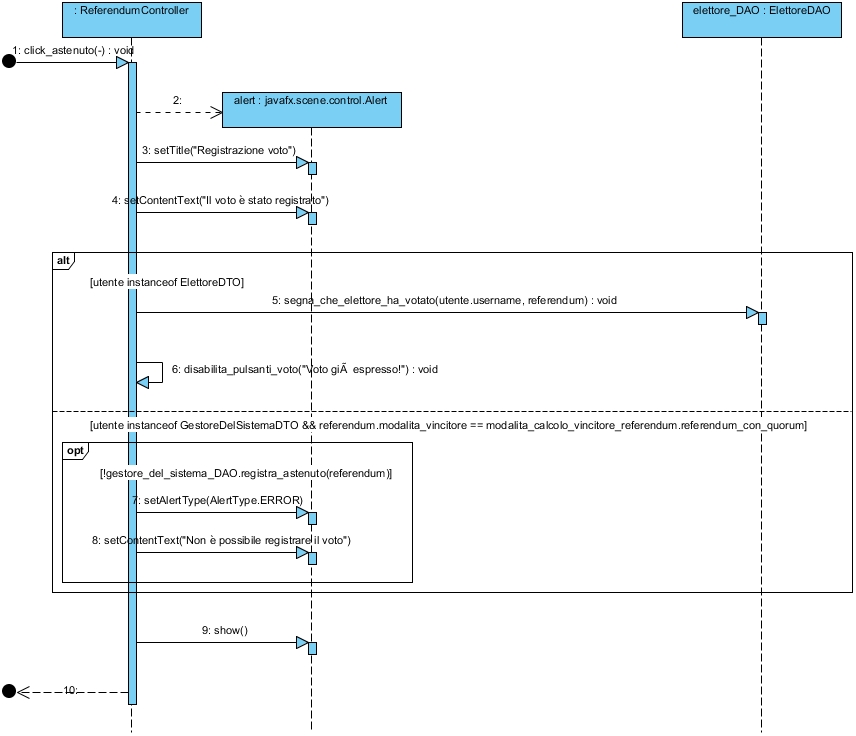 : ReferendumController
elettore_DAO : ElettoreDAO
1: click_astenuto(-) : void
2:
alert : javafx.scene.control.Alert
3: setTitle("Registrazione voto")
4: setContentText("Il voto è stato registrato")
alt
[utente instanceof ElettoreDTO]
5: segna_che_elettore_ha_votato(utente.username, referendum) : void
6: disabilita_pulsanti_voto("Voto giÃ  espresso!") : void
[utente instanceof GestoreDelSistemaDTO && referendum.modalita_vincitore == modalita_calcolo_vincitore_referendum.referendum_con_quorum]
opt
[!gestore_del_sistema_DAO.registra_astenuto(referendum)]
7: setAlertType(AlertType.ERROR)
8: setContentText("Non è possibile registrare il voto")
9: show()
10: